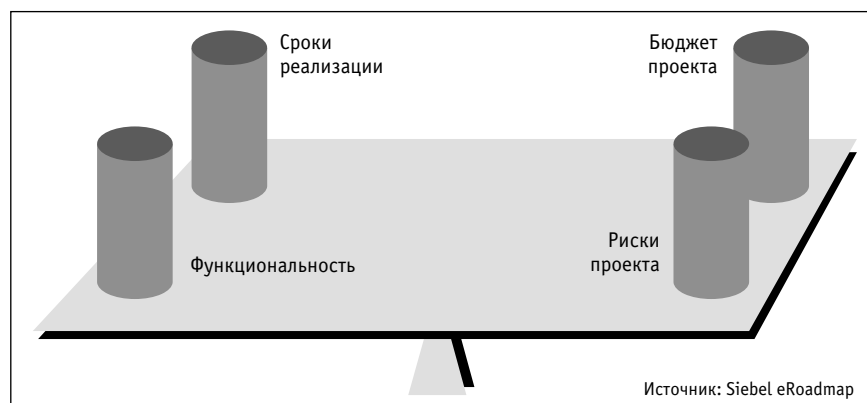 Сроки
реализации
Бюджет
проекта
Функциональность
Риски
проекта
Источник: Siebel eRoadmap